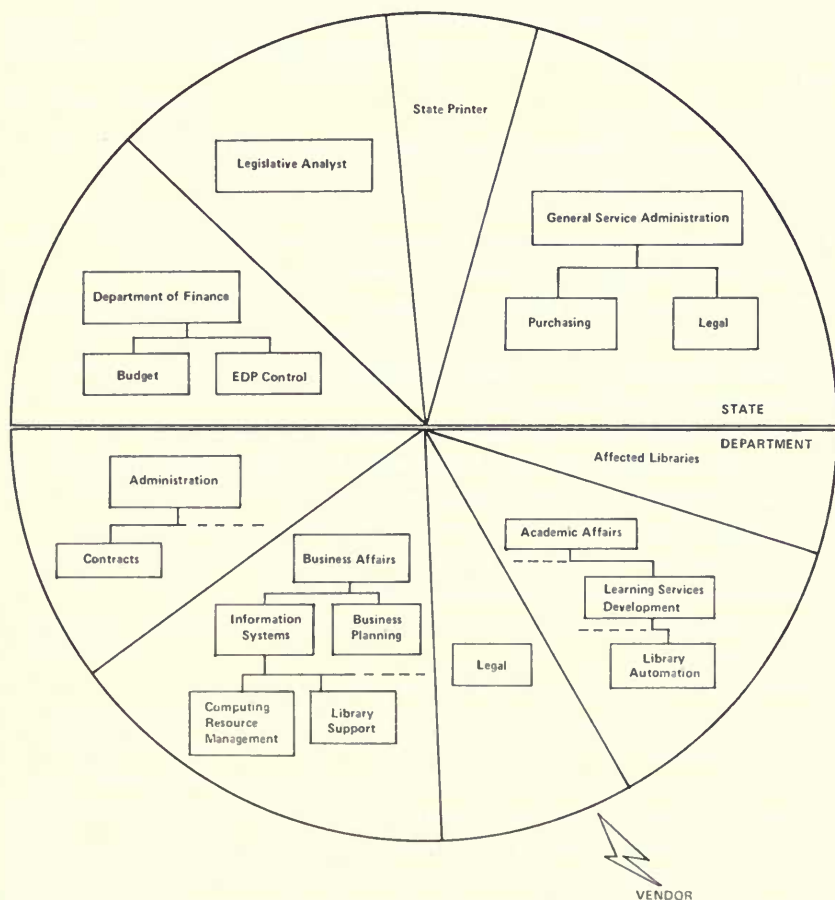 State Printer
Legislative Analyst
General Service Administration
Purchasing
Legal
Department of Finance
Budget
EDP Control
STATE
DEPARTMENT
Affected Libraries
Administration
Contracts
Academic Affairs
Learning Services
Development
Library
Automation
Business Affairs
Information
Systems
Business
Planning
Computing
Resource
Management
Library
Support
Legal
VENDOR